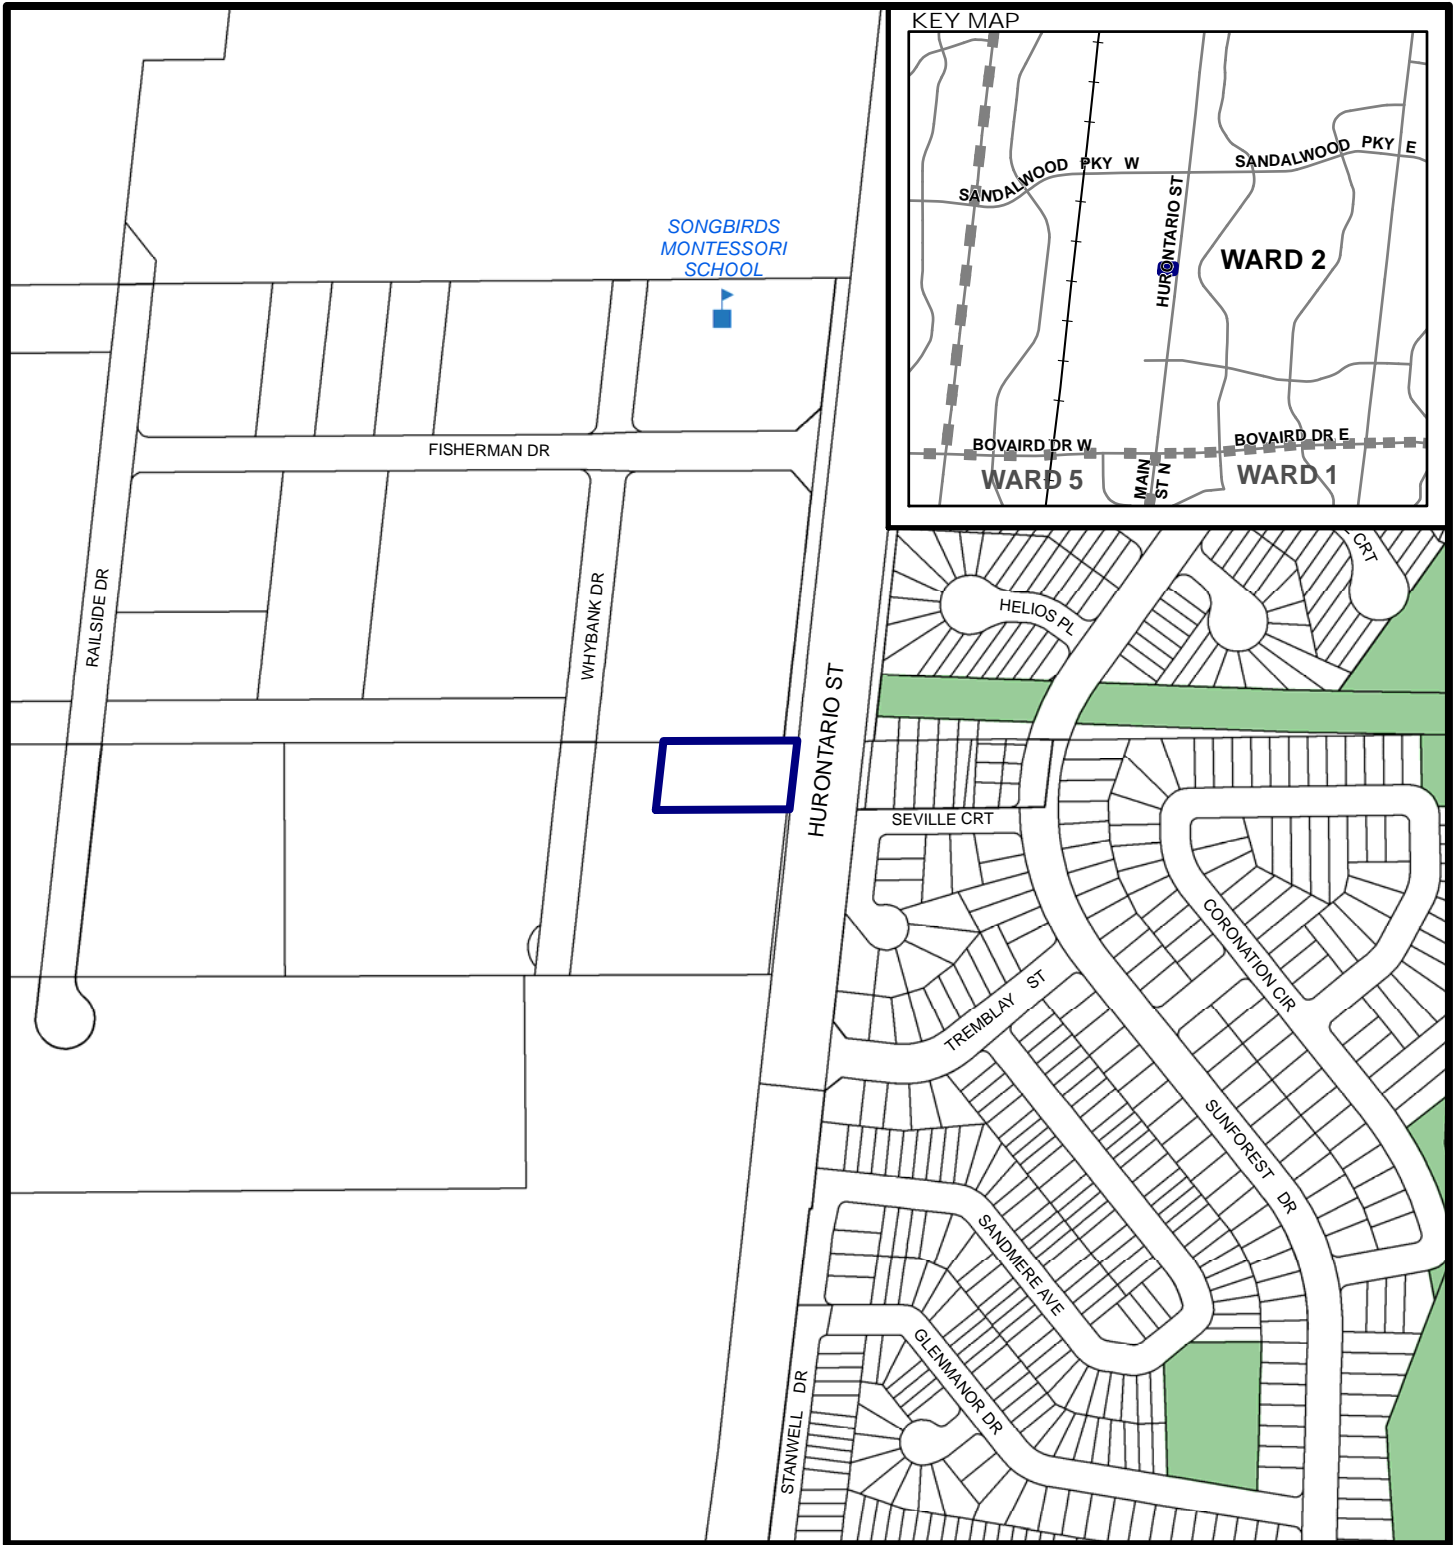 KEY MAP
SANDALWOOD PKY W
SANDALWOOD PKY E
HURONTARIO ST
WARD 2
BOVAIRD DR W
BOVAIRD DR E
WARD 5
MAIN
ST N
WARD 1
SONGBIRDS
MONTESSORI
SCHOOL
FISHERMAN DR
RAILSIDE DR
WHYBANK DR
HURONTARIO ST
CRT
HELIOS PL
SEVILLE CRT
CORONATION CIR
TREMBLAY ST
SUNFOREST DR
SANDMERE AVE
GLENMANOR DR
STANWELL DR